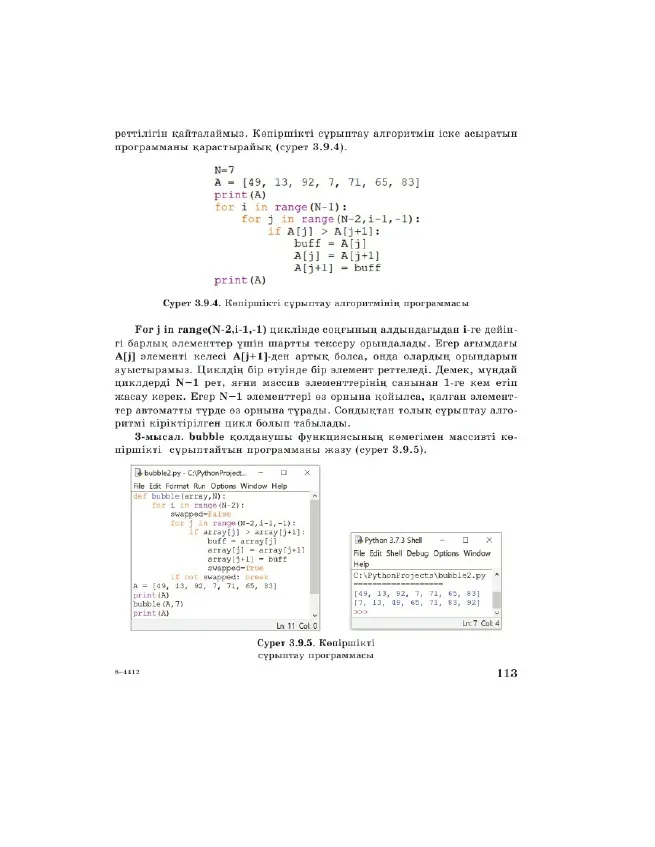 реттілігін қайталаймыз. Көпіршікті сұрыптау алгоритмін іске асыратын
программаны қарастырайық (сурет 3.9.4).
N=7
A = [49, 13, 92, 7, 71, 65, 83]
print(A)
for i in range(N-1):
for j in range(N-2,i-1,-1):
if A[j] > A[j+1]:
buff = A[j]
A[j] = A[j+1]
A[j+1] = buff
print(A)
Сурет 3.9.4. Көпіршікті сұрыптау алгоритмінің программасы
For j in range(N-2,i-1,-1) циклінде соңғының алдындағыдан i-ге дейін-
гі барлық элементтер үшін шартты тексеру орындалады. Егер ағымдағы
A[j] элементі келесі A[j+1]-ден артық болса, онда олардың орындарын
ауыстырамыз. Циклдің бір өтуінде бір элемент реттеледі. Демек, мұндай
циклдерді N−1 рет, яғни массив элементтерінің санынан 1-ге кем етіп
жасау керек. Егер N−1 элементтері өз орнына қойылса, қалған элемент-
тер автоматты түрде өз орнына тұрады. Сондықтан толық сұрыптау алго-
ритмі кіріктірілген цикл болып табылады.
3-мысал. bubble қолданушы функциясының көмегімен массивті кө-
піршікті сұрыптайтын программаны жазу (сурет 3.9.5).
bubble2.py - C:\PythonProject...
File Edit Format Run Options Window Help
def bubble(array,N):
for i in range(N-2):
swapped=False
for j in range(N-2,i-1,-1):
if array[j] > array[j+1]:
buff = array[j]
array[j] = array[j+1]
array[j+1] = buff
swapped=True
if not swapped: break
A = [49, 13, 92, 7, 71, 65, 83]
print(A)
bubble(A,7)
print(A)
Ln: 11 Col: 0
Python 3.7.3 Shell
File Edit Shell Debug Options Window
Help
C:\PythonProjects\bubble2.py
===================
[49, 13, 92, 7, 71, 65, 83]
[7, 13, 49, 65, 71, 83, 92]
>>>
Ln: 7 Col: 4
Сурет 3.9.5. Көпіршікті
сұрыптау программасы
8–4412
113